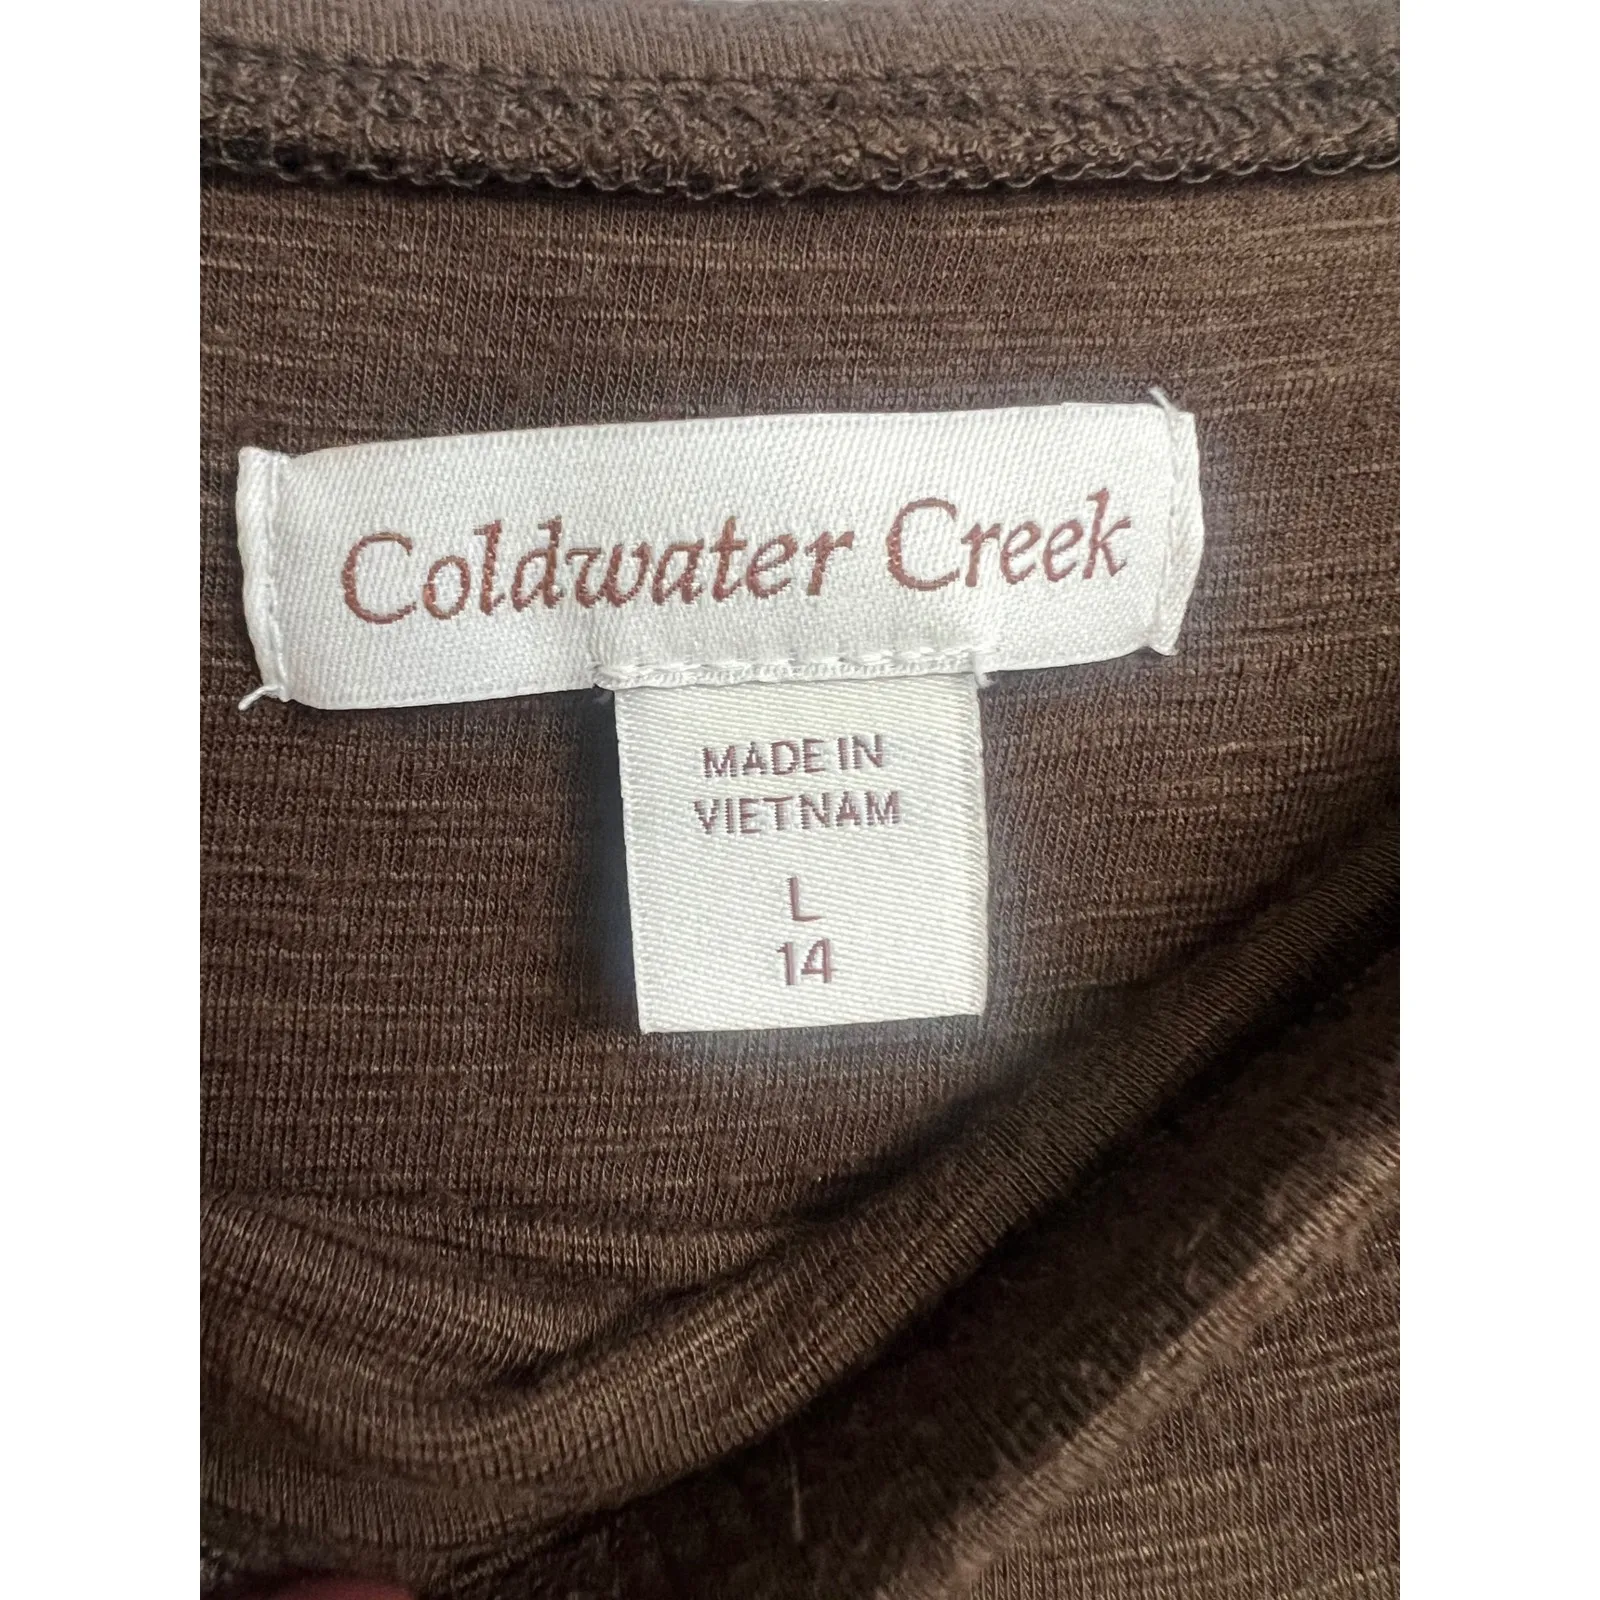 Coldwater Creek
MADE IN
VIETNAM
L
14